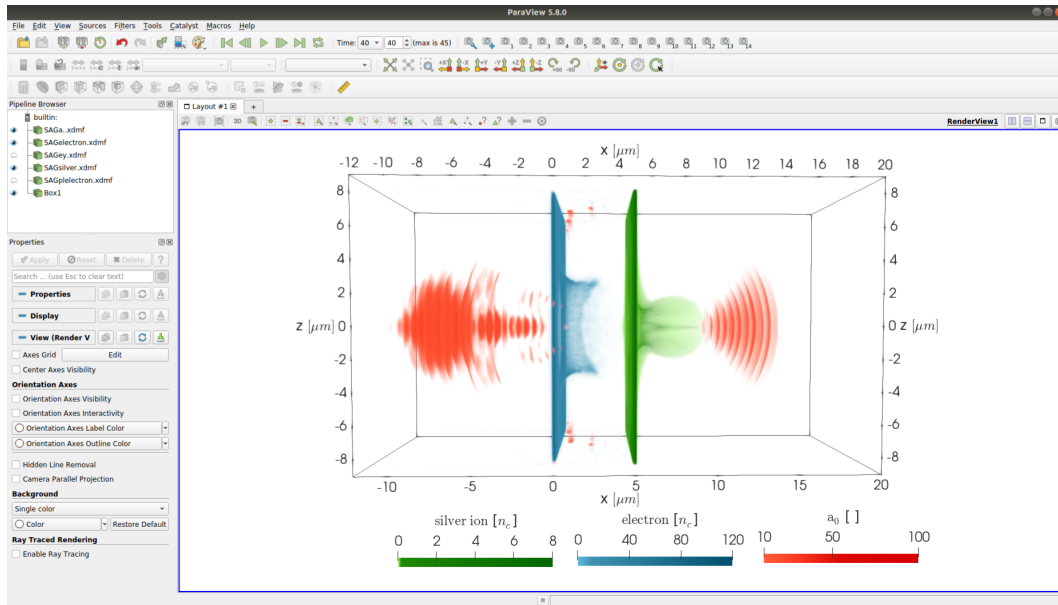 ParaView 5.8.0
File Edit View Sources Filters Tools Catalyst Macros Help
Time: 40 40 (max is 45)
Pipeline Browser
builtin:
SAGa..xdmf
SAGelectron.xdmf
SAGey.xdmf
SAGsilver.xdmf
SAGplelectron.xdmf
Box1
Properties
Apply Reset Delete ?
Search ... (use Esc to clear text)
Properties
Display
View (Render V
Axes Grid Edit
Center Axes Visibility
Orientation Axes
Orientation Axes Visibility
Orientation Axes Interactivity
Orientation Axes Label Color
Orientation Axes Outline Color
Hidden Line Removal
Camera Parallel Projection
Background
Single color
Color Restore Default
Ray Traced Rendering
Enable Ray Tracing
Layout #1 +
3D
RenderView1
x [μm]
-12 -10 -8 -6 -4 -2 0 2 4 6 8 10 12 14 16 18 20
8 8
6 6
4 4
2 2
z [μm] 0 0 z [μm]
-2 -2
-4 -4
-6 -6
-8 -8
-10 -5 0 5 10 15 20
x [μm]
silver ion [n_c] electron [n_c] a_0 [ ]
0 2 4 6 8 0 40 80 120 10 50 100